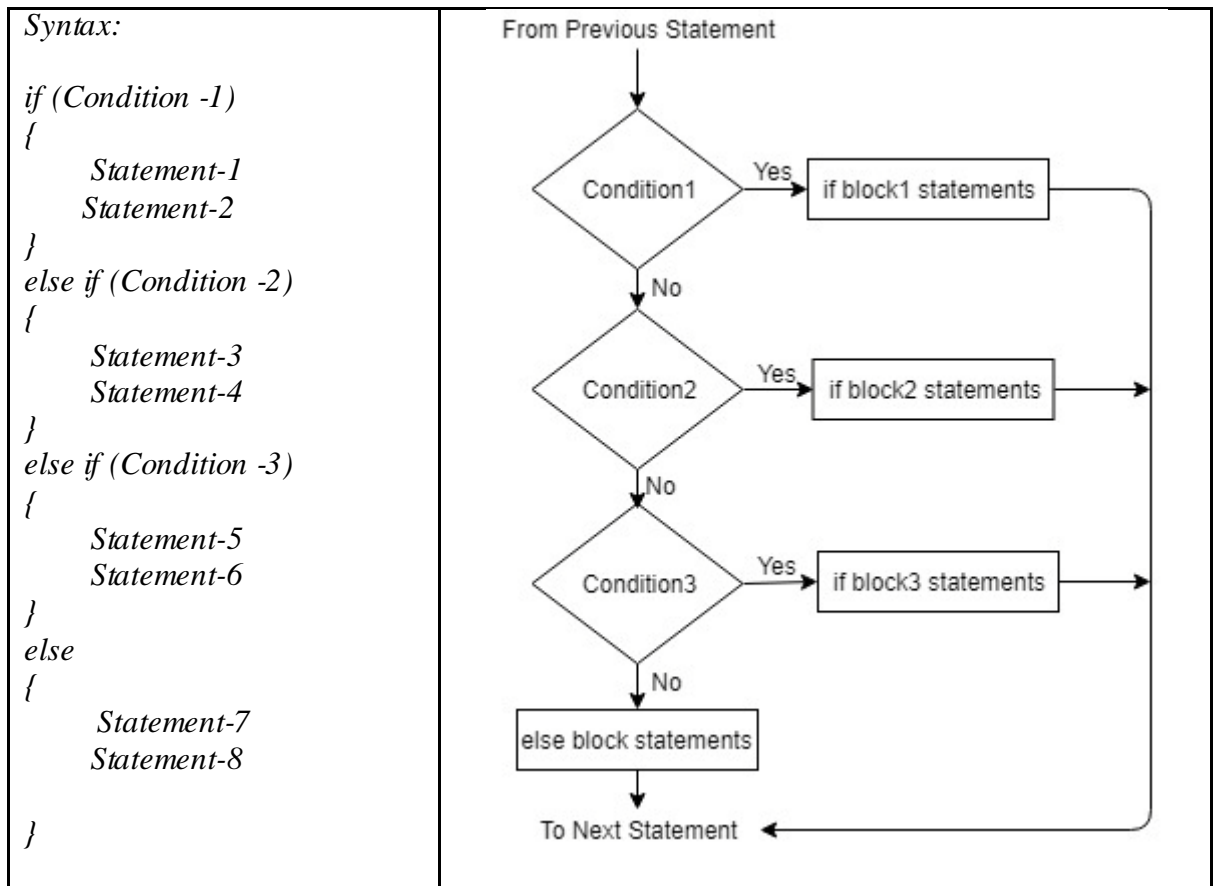 Syntax:
if (Condition -1)
{
Statement-1
Statement-2
}
else if (Condition -2)
{
Statement-3
Statement-4
}
else if (Condition -3)
{
Statement-5
Statement-6
}
else
{
Statement-7
Statement-8
}
From Previous Statement
Condition1
Yes
if block1 statements
No
Condition2
Yes
if block2 statements
No
Condition3
Yes
if block3 statements
No
else block statements
To Next Statement